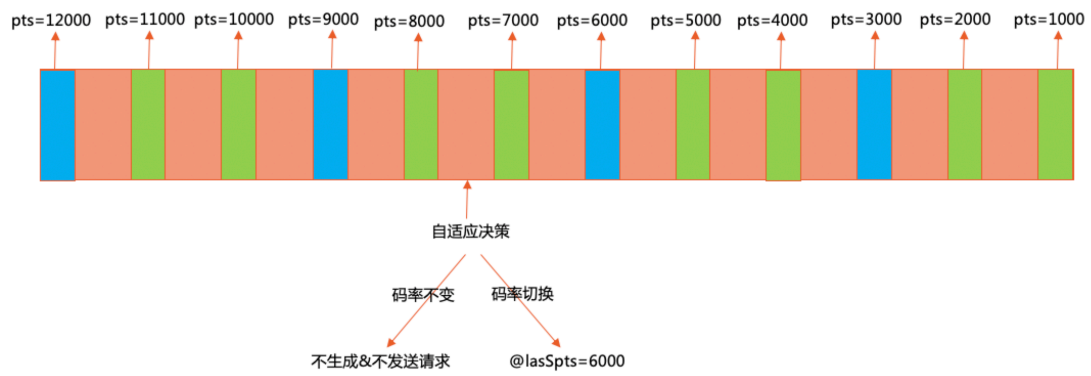 pts=12000 pts=11000 pts=10000 pts=9000 pts=8000 pts=7000 pts=6000 pts=5000 pts=4000 pts=3000 pts=2000 pts=1000
自适应决策
码率不变 码率切换
不生成&不发送请求 @lasSpts=6000